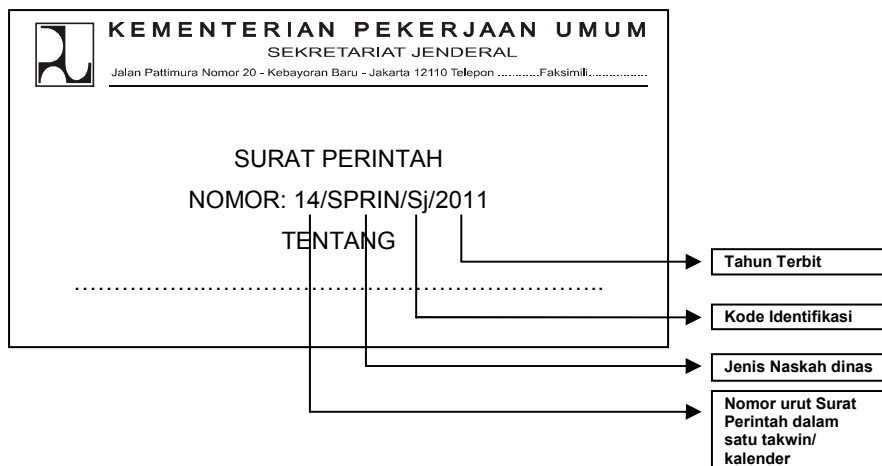 KEMENTERIAN PEKERJAAN UMUM
SEKRETARIAT JENDERAL
Jalan Pattimura Nomor 20 - Kebayoran Baru - Jakarta 12110 Telepon ............Faksimili.................
SURAT PERINTAH
NOMOR: 14/SPRIN/Sj/2011
TENTANG
……………..……………………………………………………….
Tahun Terbit
Kode Identifikasi
Jenis Naskah dinas
Nomor urut Surat
Perintah dalam
satu takwin/
kalender